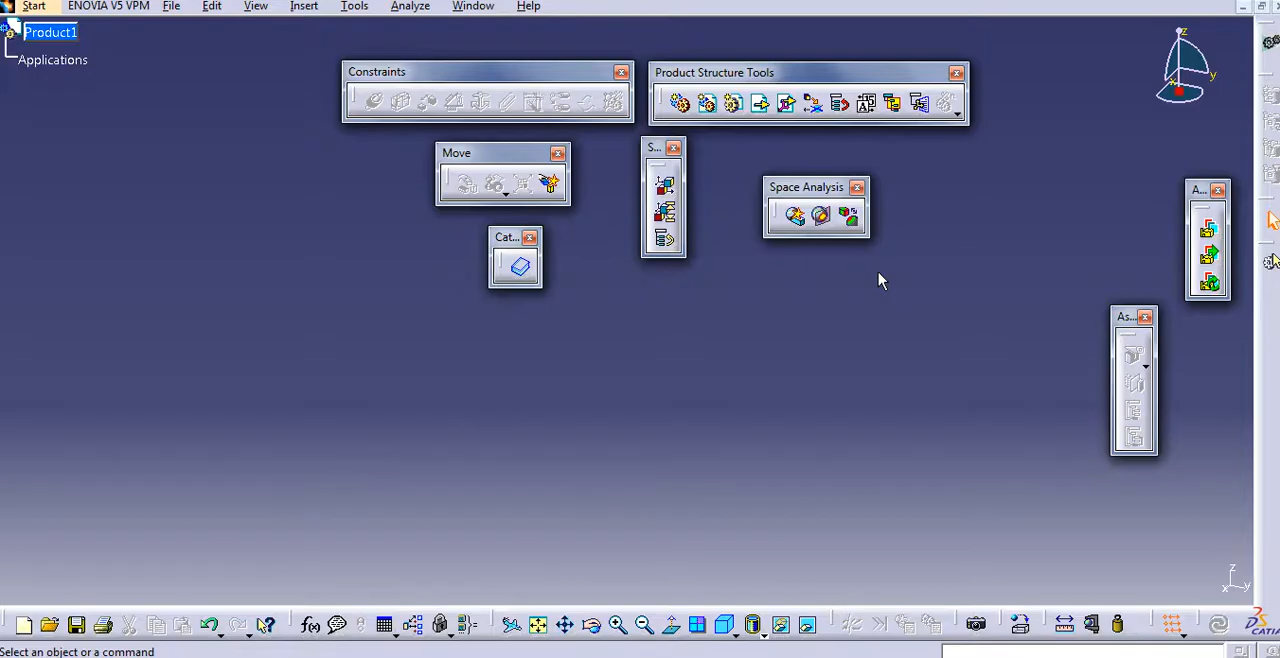 Start ENOVIA V5 VPM File Edit View Insert Tools Analyze Window Help
Product1
Applications
Constraints
Product Structure Tools
Move
S...
Space Analysis
Cat...
A...
As...
z
y
x
z
x y
f(x)
CATIA
Select an object or a command